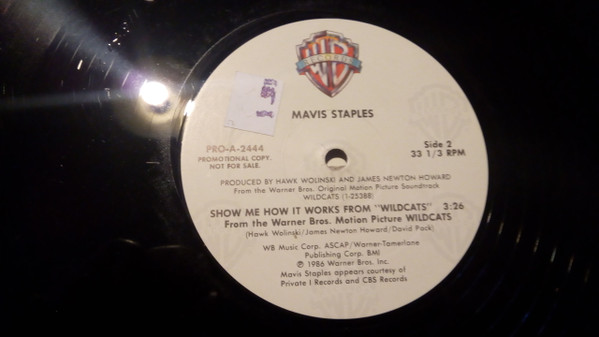 WB
RECORDS
MAVIS STAPLES
PRO-A-2444
PROMOTIONAL COPY.
NOT FOR SALE.
Side 2
33 1/3 RPM
PRODUCED BY HAWK WOLINSKI AND JAMES NEWTON HOWARD
From the Warner Bros. Original Motion Picture Soundtrack
WILDCATS (1-25388)
SHOW ME HOW IT WORKS FROM "WILDCATS" 3:26
From the Warner Bros. Motion Picture WILDCATS
(Hawk Wolinski/James Newton Howard/David Pack)
WB Music Corp. ASCAP/Warner-Tamerlane
Publishing Corp. BMI
℗ 1986 Warner Bros. Inc.
Mavis Staples appears courtesy of
Private I Records and CBS Records